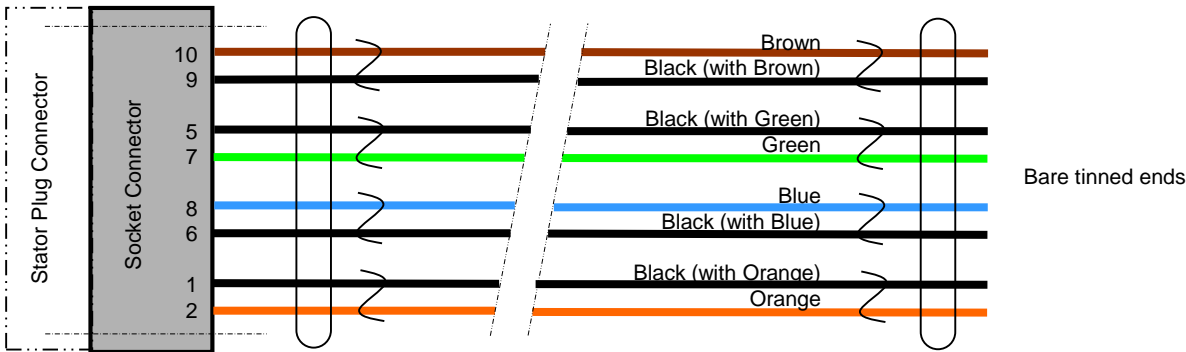 Stator Plug Connector
Socket Connector
10 Brown
9 Black (with Brown)
5 Black (with Green)
7 Green
8 Blue
6 Black (with Blue)
1 Black (with Orange)
2 Orange
Bare tinned ends